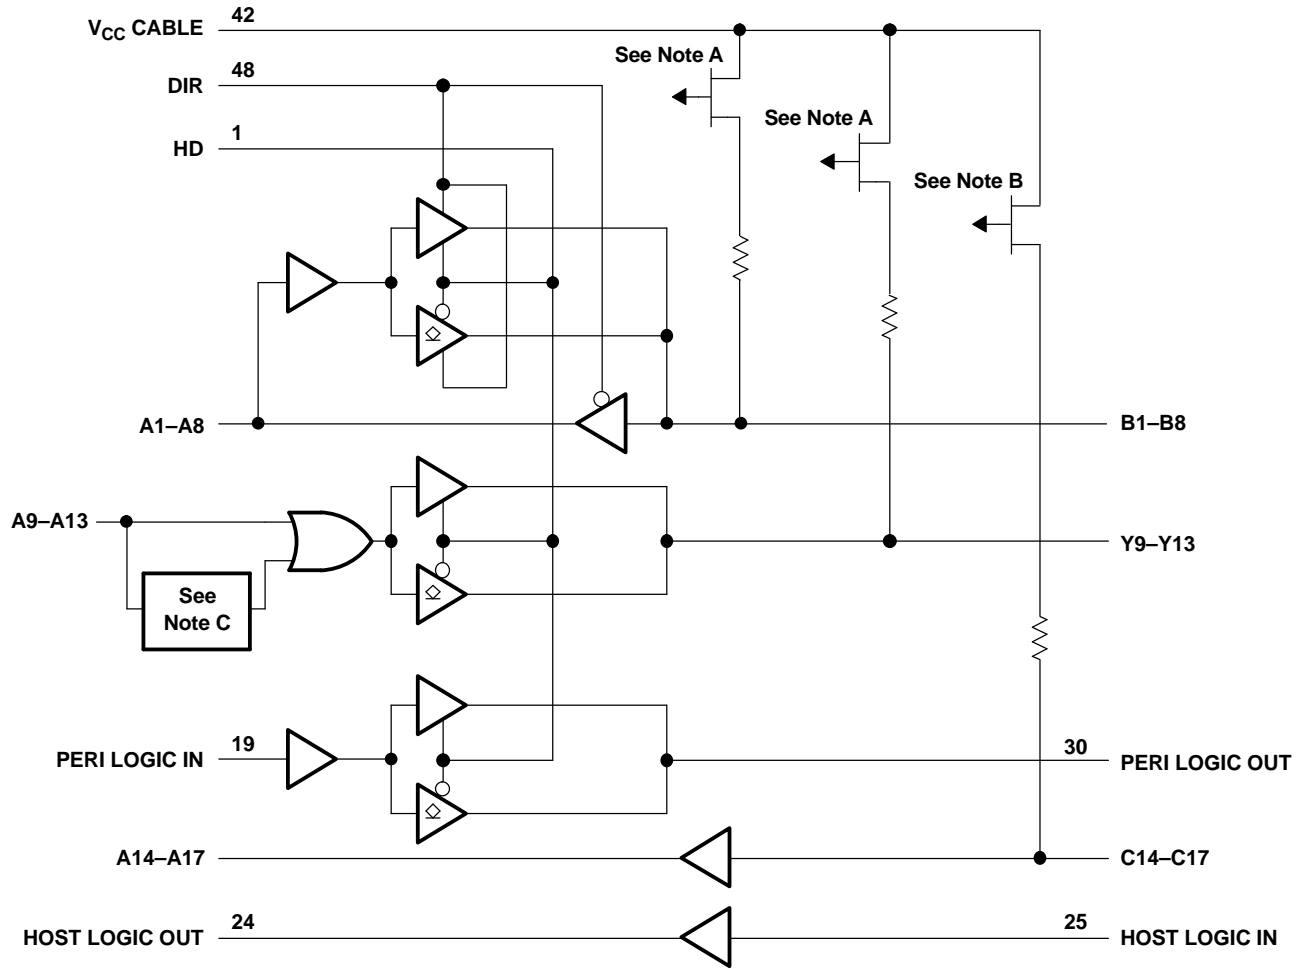 VCC CABLE 42
See Note A
DIR 48
See Note A
HD 1
See Note B
A1–A8
B1–B8
A9–A13
Y9–Y13
See
Note C
PERI LOGIC IN 19
30 PERI LOGIC OUT
A14–A17
C14–C17
HOST LOGIC OUT 24
25 HOST LOGIC IN